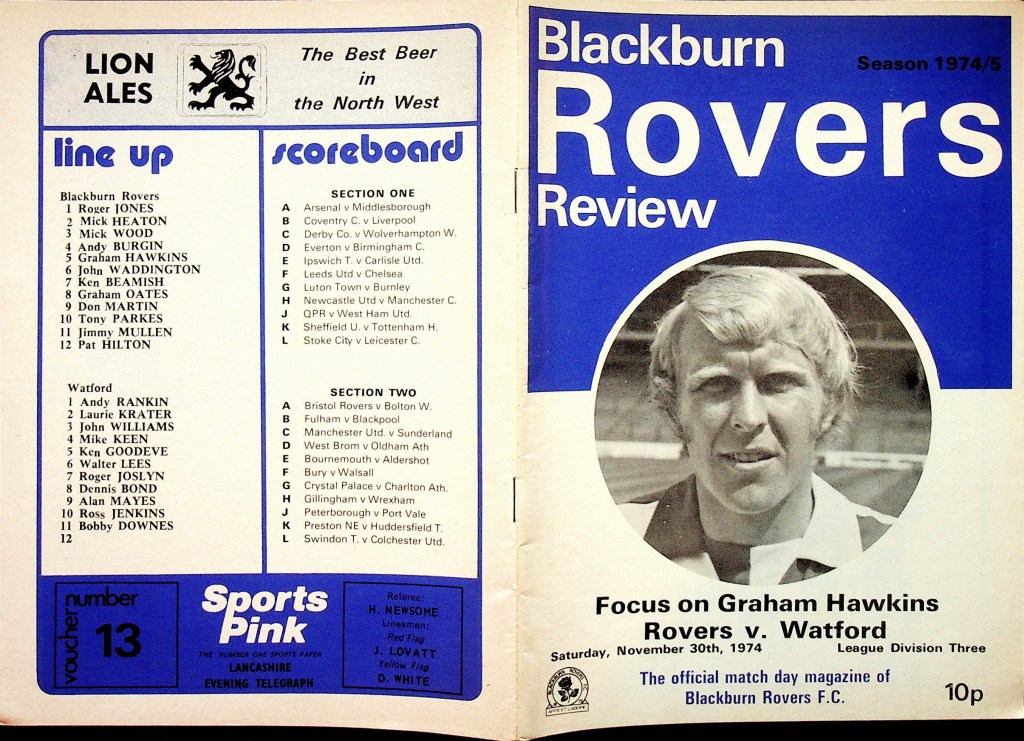 LION
ALES
The Best Beer
in
the North West
line up
Blackburn Rovers
1 Roger JONES
2 Mick HEATON
3 Mick WOOD
4 Andy BURGIN
5 Graham HAWKINS
6 John WADDINGTON
7 Ken BEAMISH
8 Graham OATES
9 Don MARTIN
10 Tony PARKES
11 Jimmy MULLEN
12 Pat HILTON
Watford
1 Andy RANKIN
2 Laurie KRATER
3 John WILLIAMS
4 Mike KEEN
5 Ken GOODEVE
6 Walter LEES
7 Roger JOSLYN
8 Dennis BOND
9 Alan MAYES
10 Ross JENKINS
11 Bobby DOWNES
12
scoreboard
SECTION ONE
A Arsenal v Middlesborough
B Coventry C. v Liverpool
C Derby Co. v Wolverhampton W.
D Everton v Birmingham C.
E Ipswich T. v Carlisle Utd.
F Leeds Utd v Chelsea
G Luton Town v Burnley
H Newcastle Utd v Manchester C.
J QPR v West Ham Utd.
K Sheffield U. v Tottenham H.
L Stoke City v Leicester C.
SECTION TWO
A Bristol Rovers v Bolton W.
B Fulham v Blackpool
C Manchester Utd. v Sunderland
D West Brom v Oldham Ath
E Bournemouth v Aldershot
F Bury v Walsall
G Crystal Palace v Charlton Ath.
H Gillingham v Wrexham
J Peterborough v Port Vale
K Preston NE v Huddersfield T.
L Swindon T. v Colchester Utd.
voucher
number
13
Sports
Pink
THE NUMBER ONE SPORTS PAPER
LANCASHIRE
EVENING TELEGRAPH
Referee:
H. NEWSOME
Linesmen:
Red Flag
J. LOVATT
Yellow Flag
D. WHITE
Blackburn
Season 1974/5
Rovers
Review
Focus on Graham Hawkins
Rovers v. Watford
Saturday, November 30th, 1974
League Division Three
BLACKBURN ROVERS F.C.
ARTE ET LABORE
The official match day magazine of
Blackburn Rovers F.C.
10p